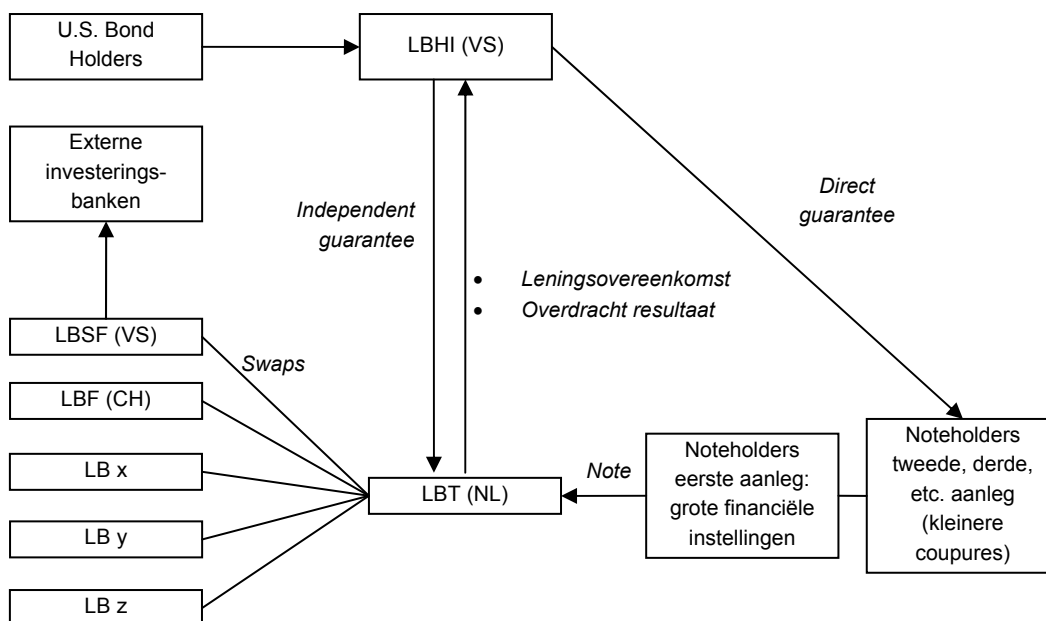 U.S. Bond
Holders
LBHI (VS)
Externe
investerings-
banken
Independent
guarantee
Direct
guarantee
• Leningsovereenkomst
• Overdracht resultaat
LBSF (VS)
Swaps
LBF (CH)
LB x
LB y
LB z
LBT (NL)
Note
Noteholders
eerste aanleg:
grote financiële
instellingen
Noteholders
tweede, derde,
etc. aanleg
(kleinere
coupures)